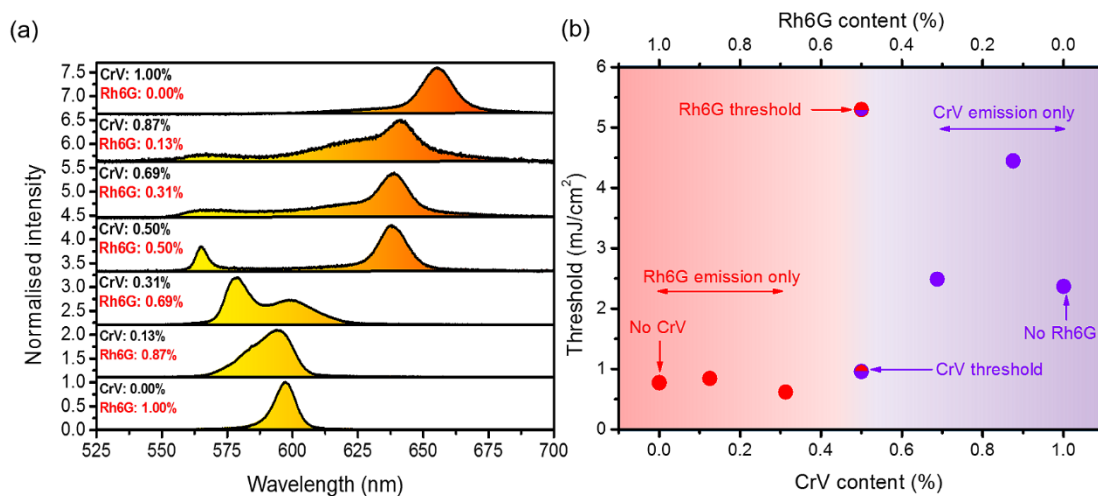 (a)
Normalised intensity
7.5
7.0
6.5
6.0
5.5
4.5
4.0
3.5
3.0
2.5
2.0
1.5
1.0
0.5
0.0
CrV: 1.00%
Rh6G: 0.00%
CrV: 0.87%
Rh6G: 0.13%
CrV: 0.69%
Rh6G: 0.31%
CrV: 0.50%
Rh6G: 0.50%
CrV: 0.31%
Rh6G: 0.69%
CrV: 0.13%
Rh6G: 0.87%
CrV: 0.00%
Rh6G: 1.00%
525 550 575 600 625 650 675 700
Wavelength (nm)
(b)
Rh6G content (%)
1.0 0.8 0.6 0.4 0.2 0.0
Threshold (mJ/cm²)
6
5
4
3
2
1
0
Rh6G threshold
CrV emission only
Rh6G emission only
No CrV
No Rh6G
CrV threshold
0.0 0.2 0.4 0.6 0.8 1.0
CrV content (%)